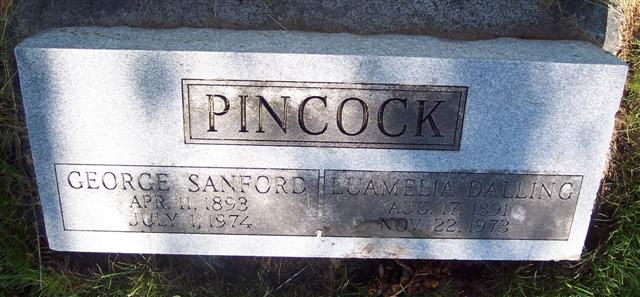 PINCOCK
GEORGE SANFORD
APR. 11, 1893
JULY 1, 1974
LUAMELIA DALLING
AUG. 17, 1891
NOV. 22, 1973